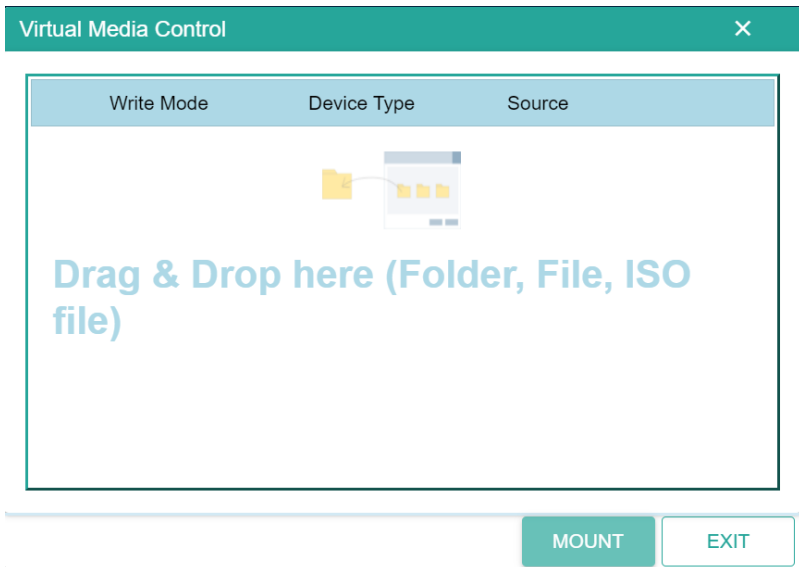 Virtual Media Control
Write Mode Device Type Source
Drag & Drop here (Folder, File, ISO
file)
MOUNT EXIT